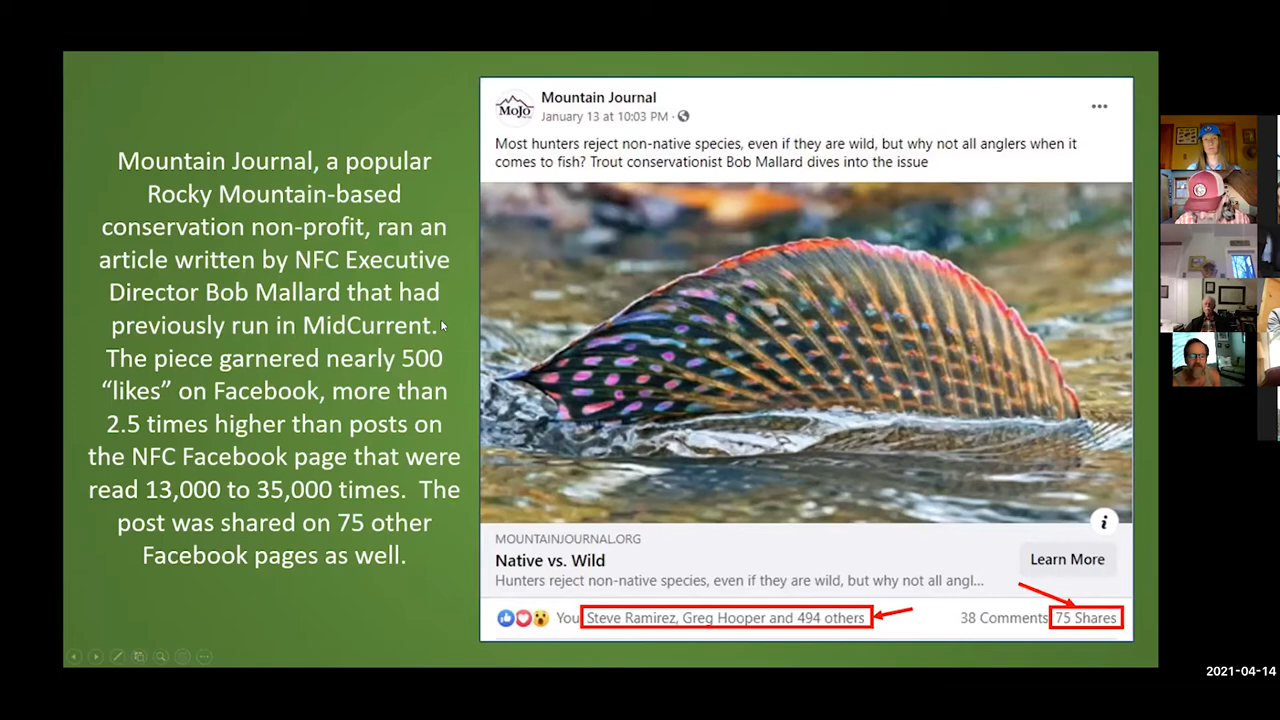 Mountain Journal, a popular
Rocky Mountain-based
conservation non-profit, ran an
article written by NFC Executive
Director Bob Mallard that had
previously run in MidCurrent.
The piece garnered nearly 500
“likes” on Facebook, more than
2.5 times higher than posts on
the NFC Facebook page that were
read 13,000 to 35,000 times.  The
post was shared on 75 other
Facebook pages as well.
MoJo
Mountain Journal
January 13 at 10:03 PM ·
Most hunters reject non-native species, even if they are wild, but why not all anglers when it
comes to fish? Trout conservationist Bob Mallard dives into the issue
MOUNTAINJOURNAL.ORG
Native vs. Wild
Hunters reject non-native species, even if they are wild, but why not all angl...
Learn More
You Steve Ramirez, Greg Hooper and 494 others
38 Comments 75 Shares
2021-04-14